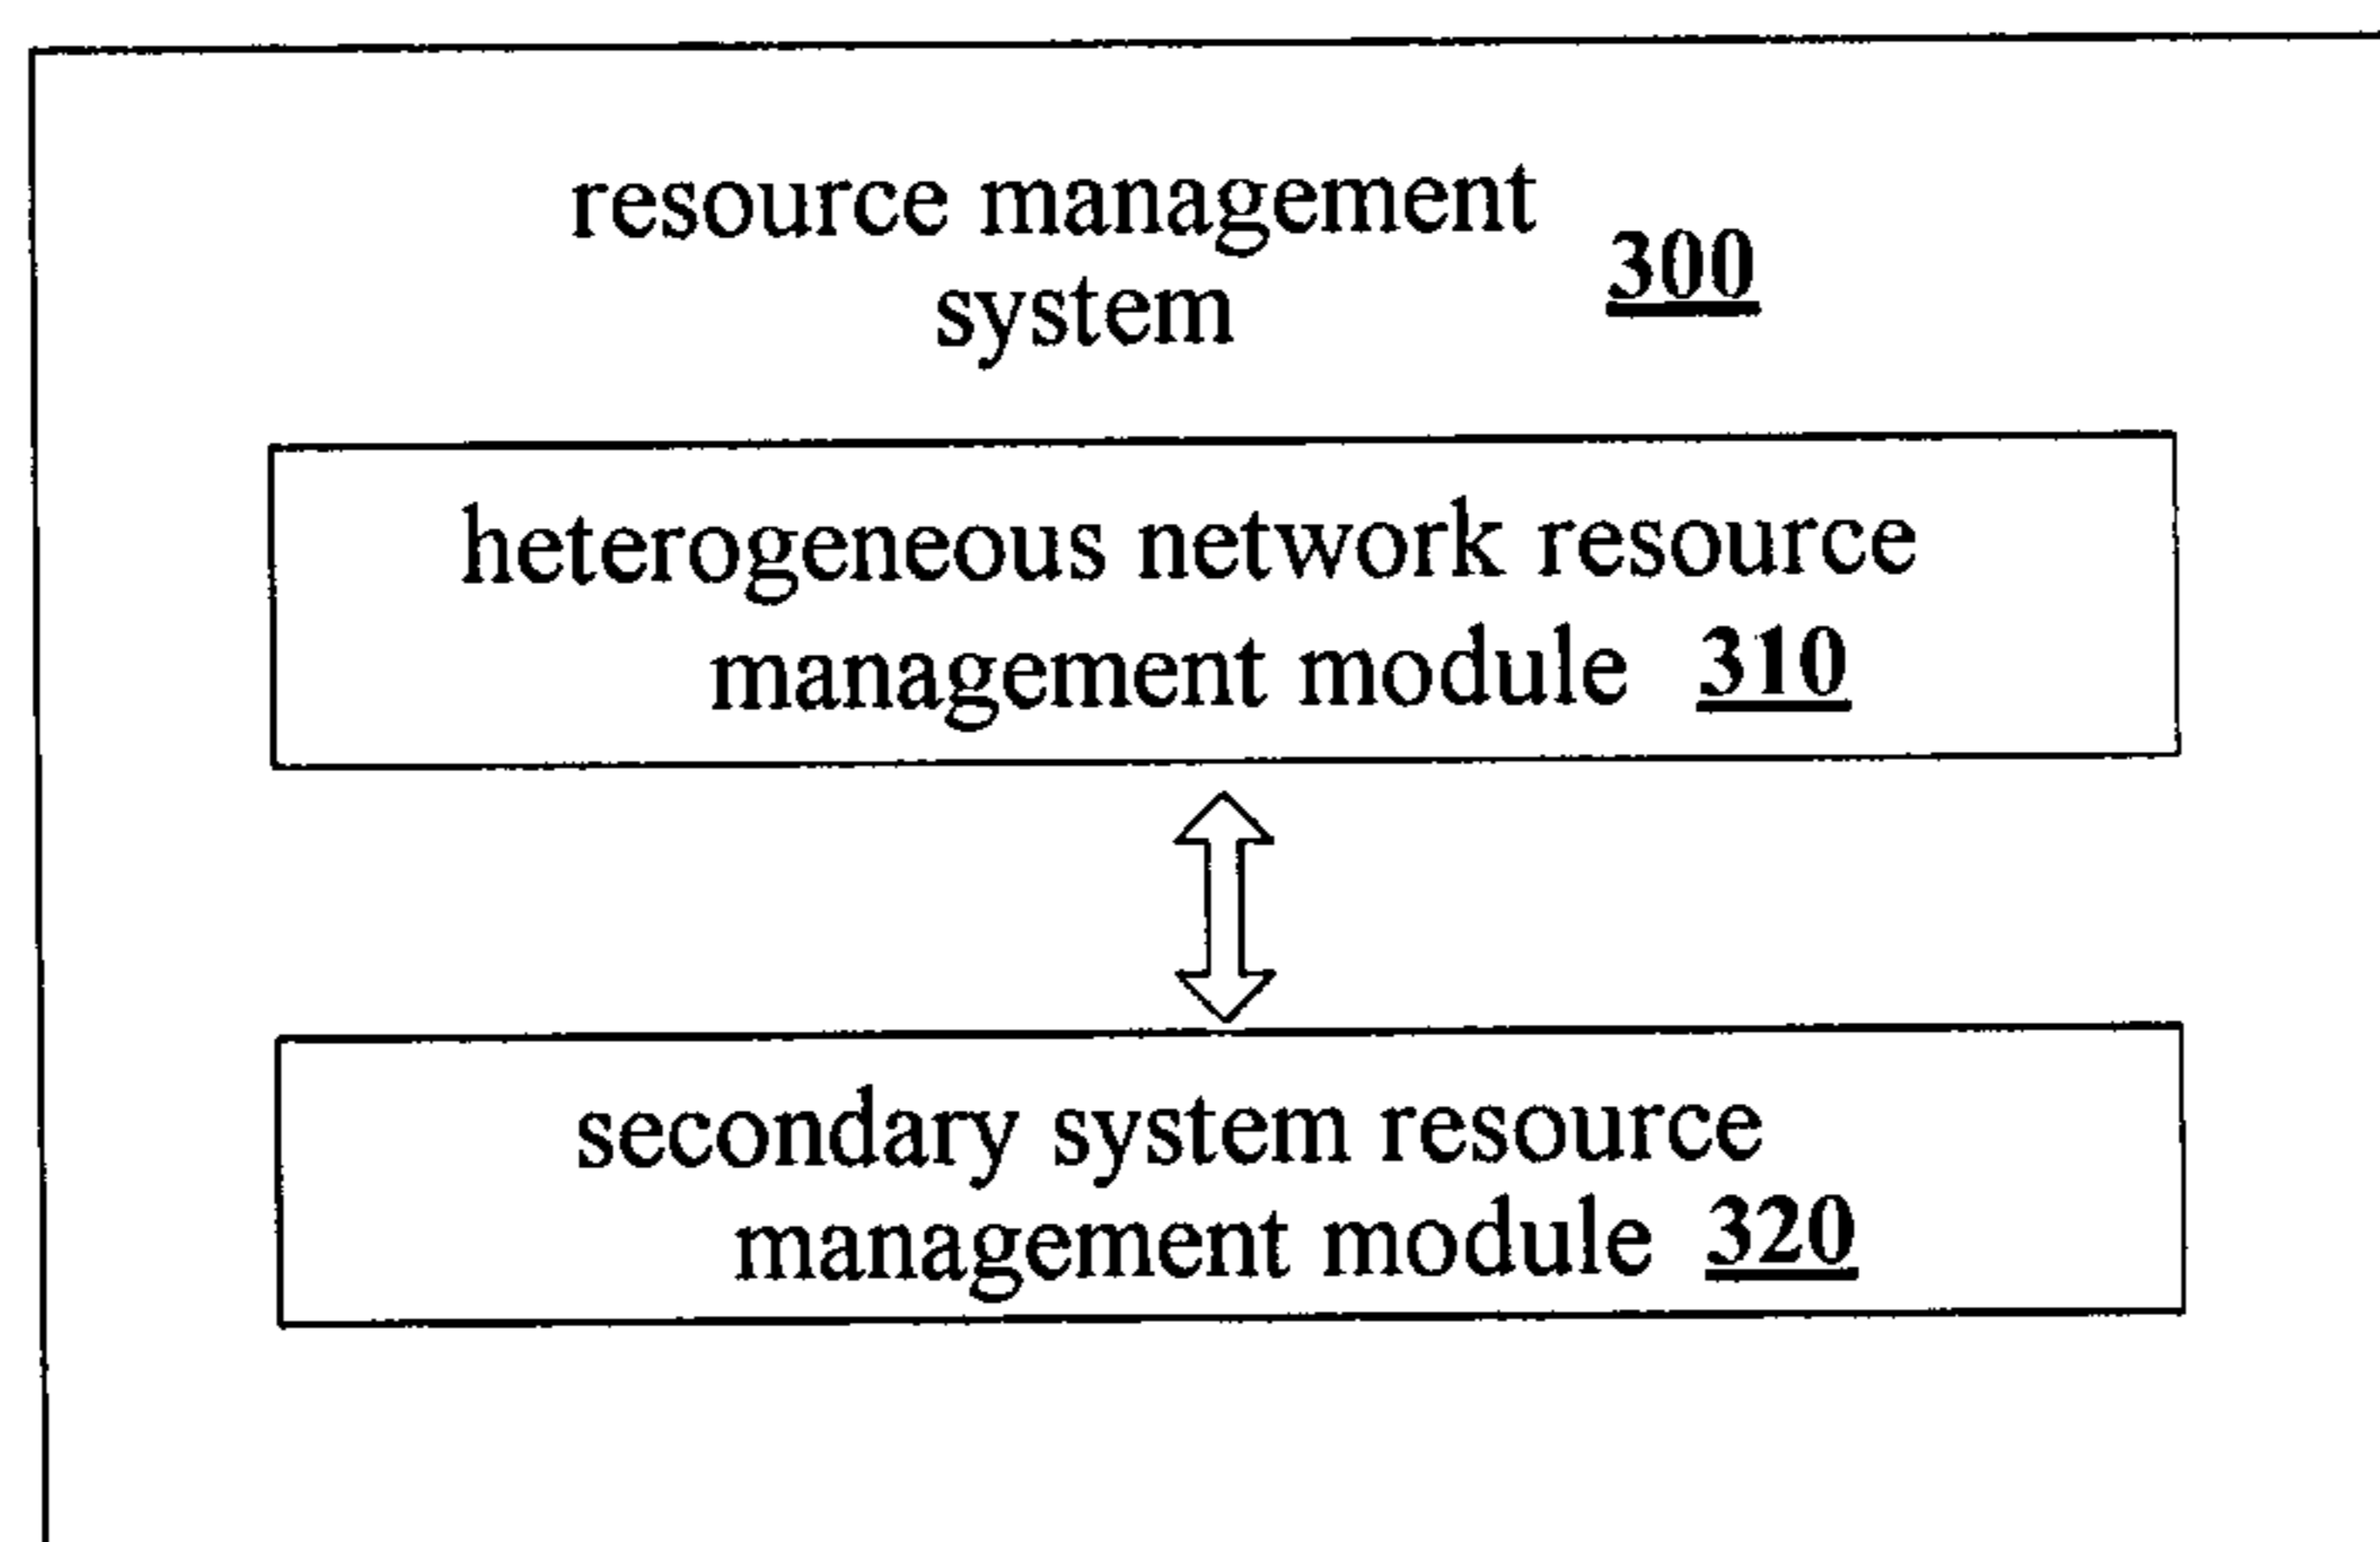 resource management
system 300
heterogeneous network resource
management module 310
secondary system resource
management module 320